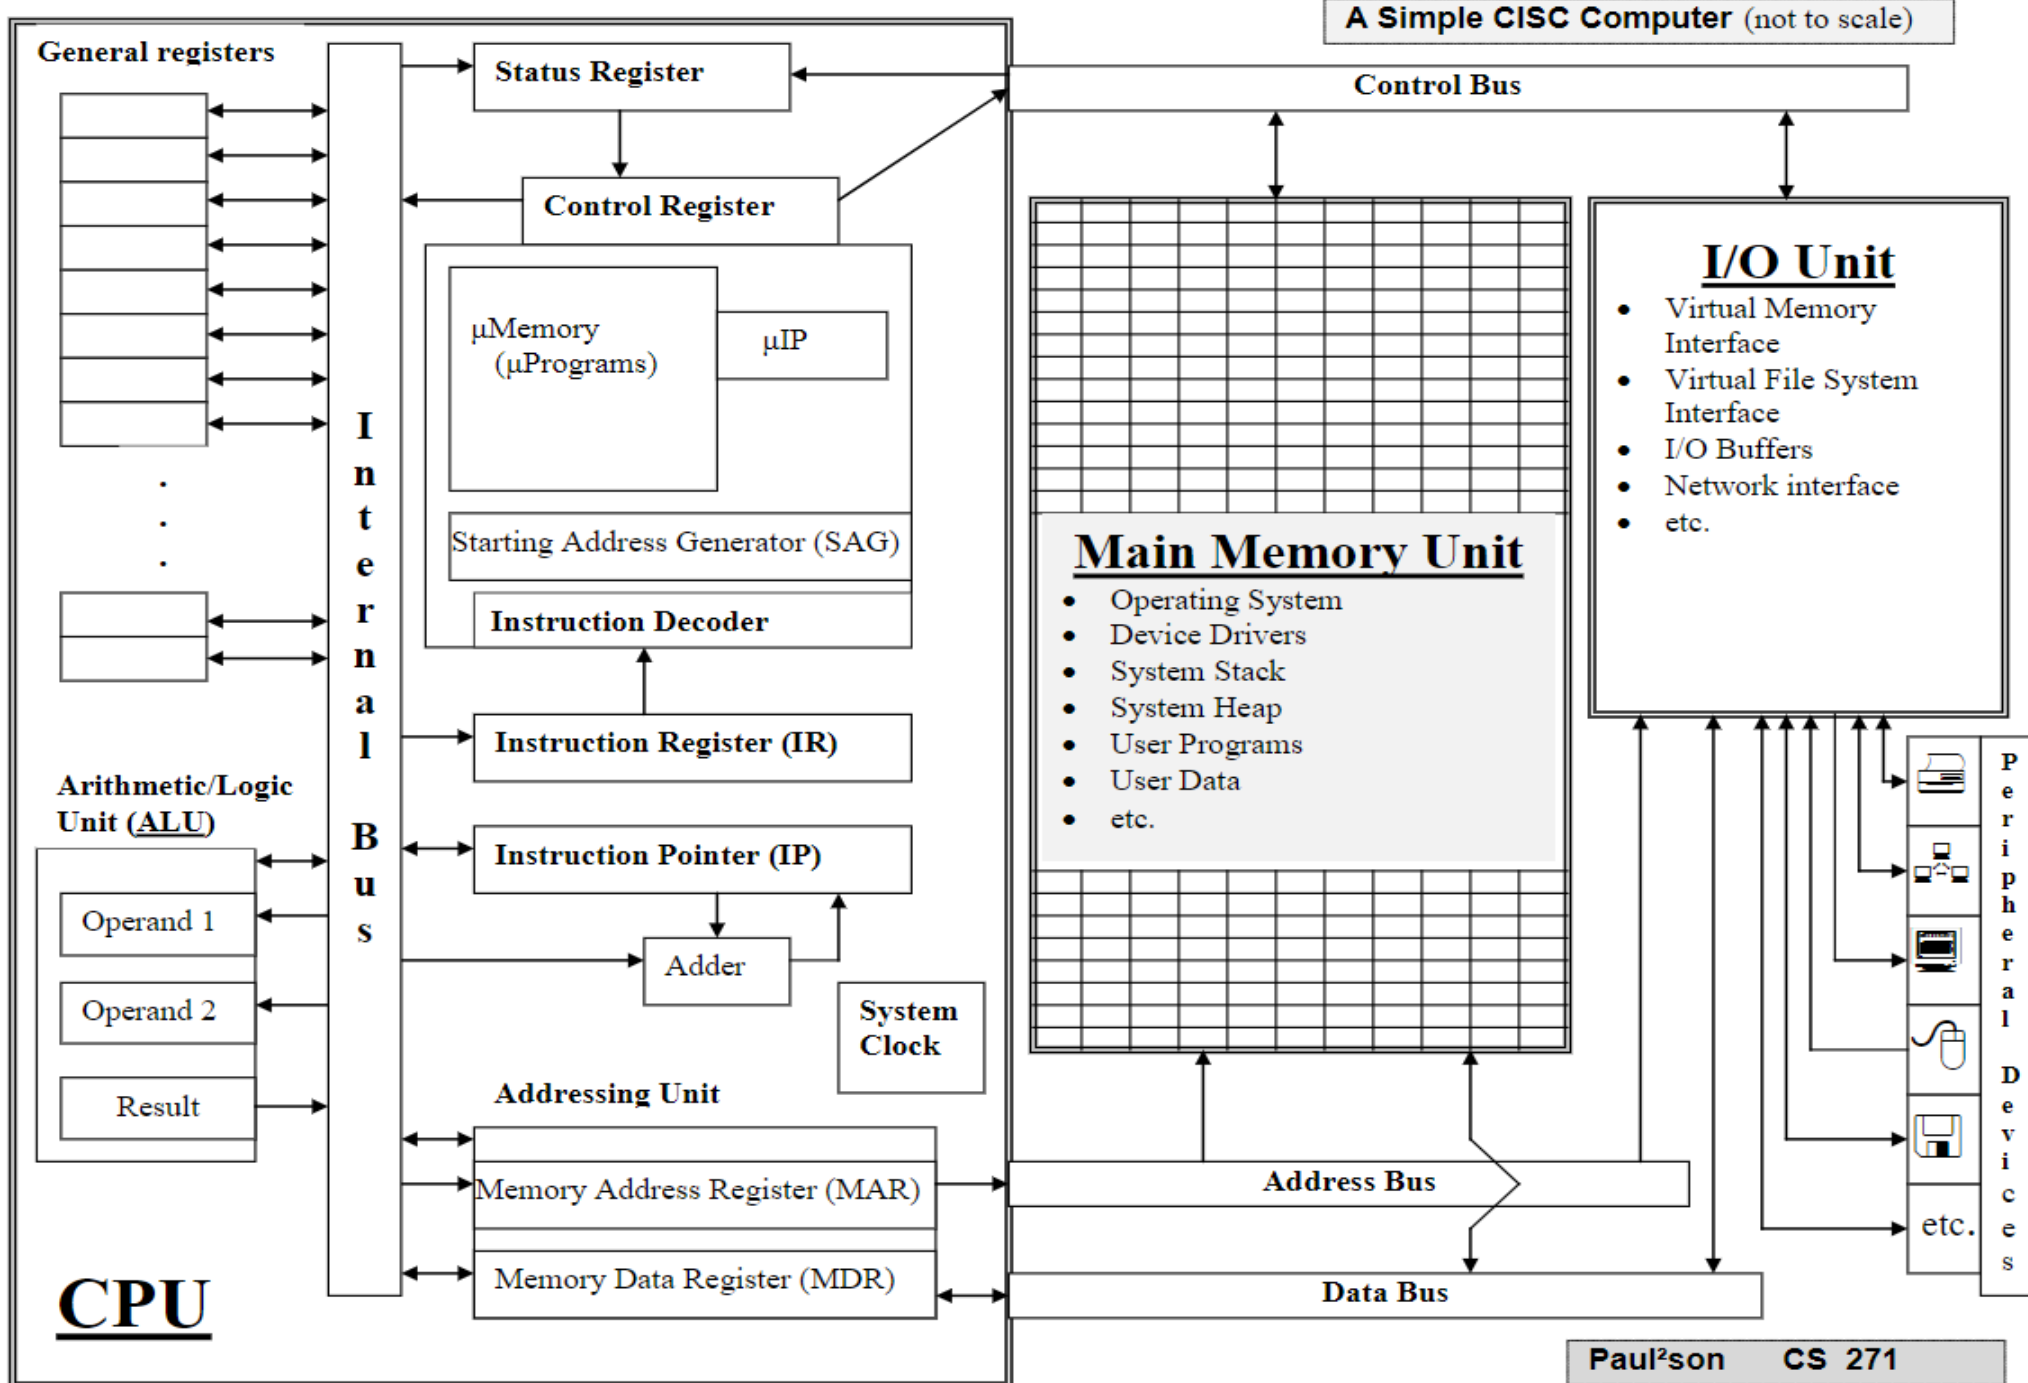 A Simple CISC Computer (not to scale)
General registers
Status Register
Control Bus
Control Register
μMemory
(μPrograms)
μIP
Starting Address Generator (SAG)
Instruction Decoder
Instruction Register (IR)
Instruction Pointer (IP)
Adder
System
Clock
Internal Bus
Arithmetic/Logic
Unit (ALU)
Operand 1
Operand 2
Result
Addressing Unit
Memory Address Register (MAR)
Memory Data Register (MDR)
CPU
Main Memory Unit
• Operating System
• Device Drivers
• System Stack
• System Heap
• User Programs
• User Data
• etc.
I/O Unit
• Virtual Memory
Interface
• Virtual File System
Interface
• I/O Buffers
• Network interface
• etc.
Address Bus
Data Bus
etc.
Peripheral Devices
Paul²son CS 271